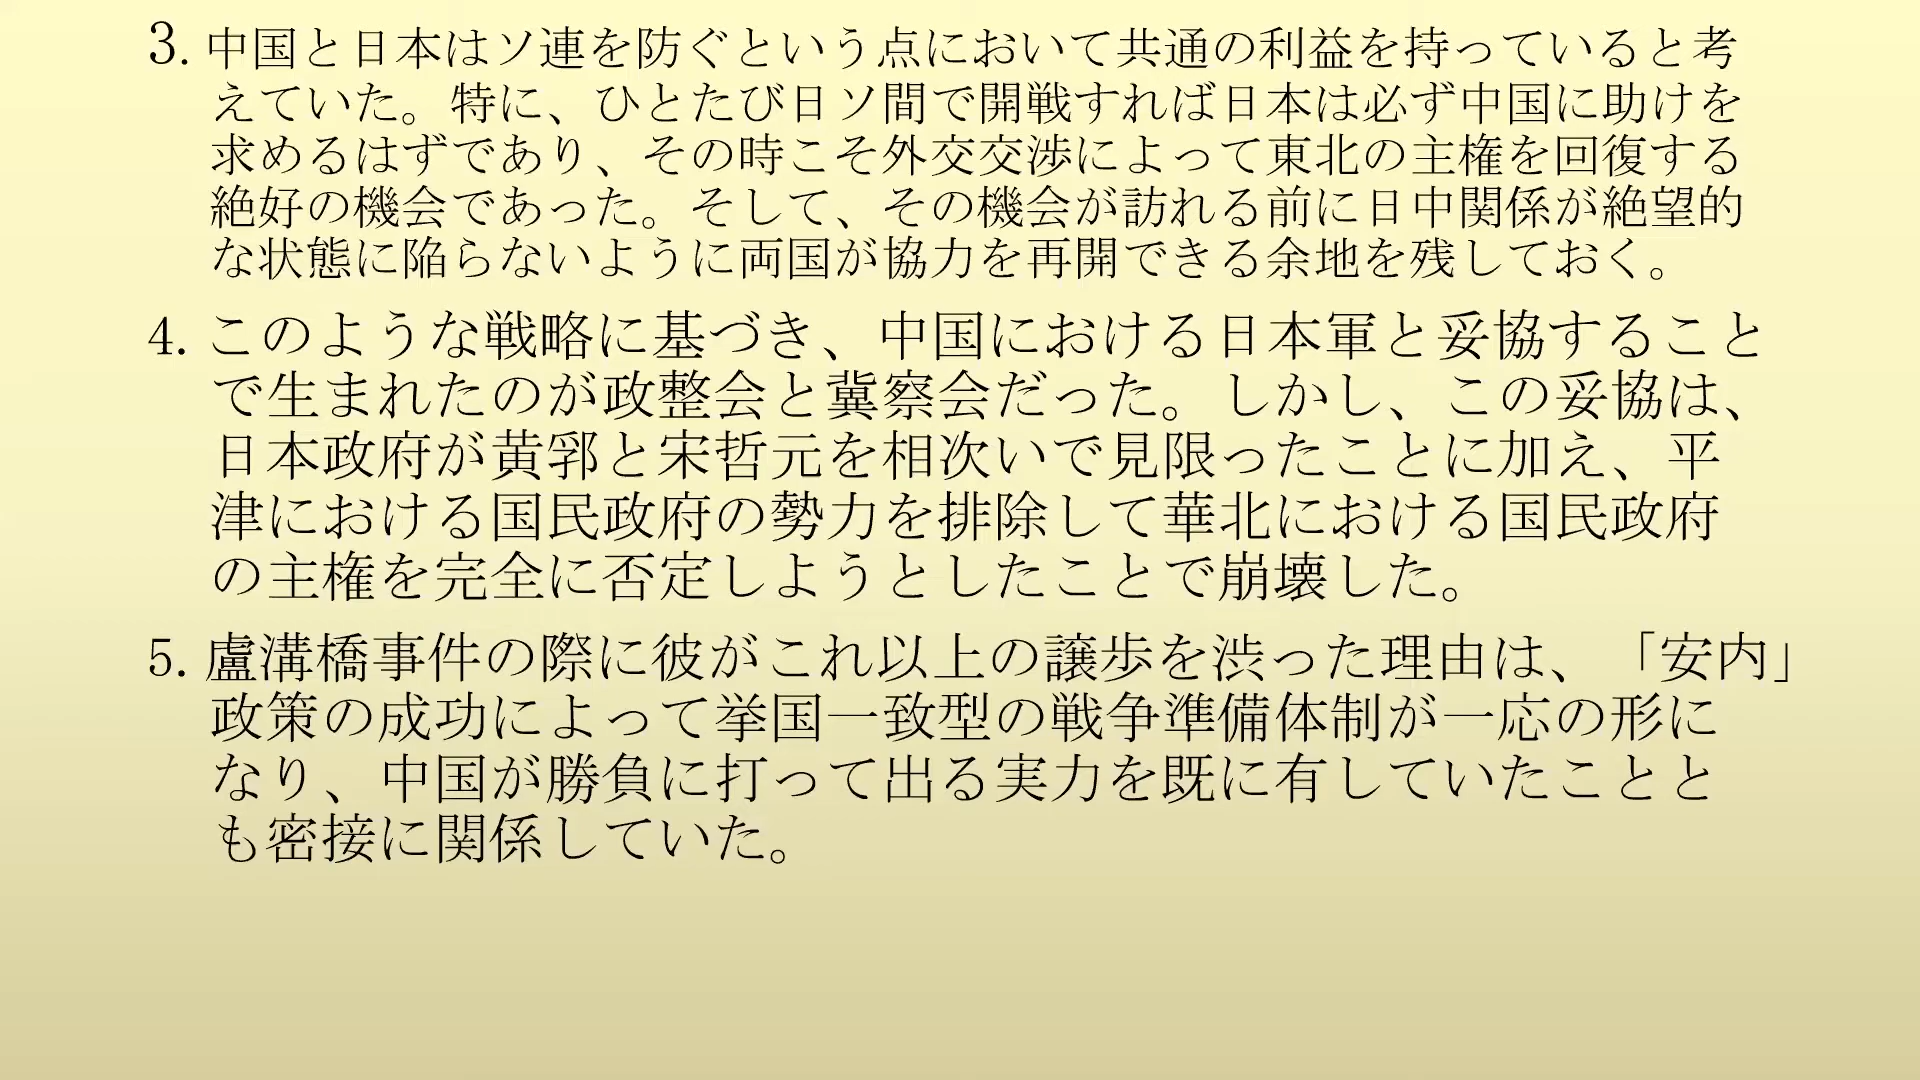 3. 中国と日本はソ連を防ぐという点において共通の利益を持っていると考
えていた。特に、ひとたび日ソ間で開戦すれば日本は必ず中国に助けを
求めるはずであり、その時こそ外交交渉によって東北の主権を回復する
絶好の機会であった。そして、その機会が訪れる前に日中関係が絶望的
な状態に陥らないように両国が協力を再開できる余地を残しておく。
4. このような戦略に基づき、中国における日本軍と妥協すること
で生まれたのが政整会と冀察会だった。しかし、この妥協は、
日本政府が黄郛と宋哲元を相次いで見限ったことに加え、平
津における国民政府の勢力を排除して華北における国民政府
の主権を完全に否定しようとしたことで崩壊した。
5. 盧溝橋事件の際に彼がこれ以上の譲歩を渋った理由は、「安内」
政策の成功によって挙国一致型の戦争準備体制が一応の形に
なり、中国が勝負に打って出る実力を既に有していたことと
も密接に関係していた。